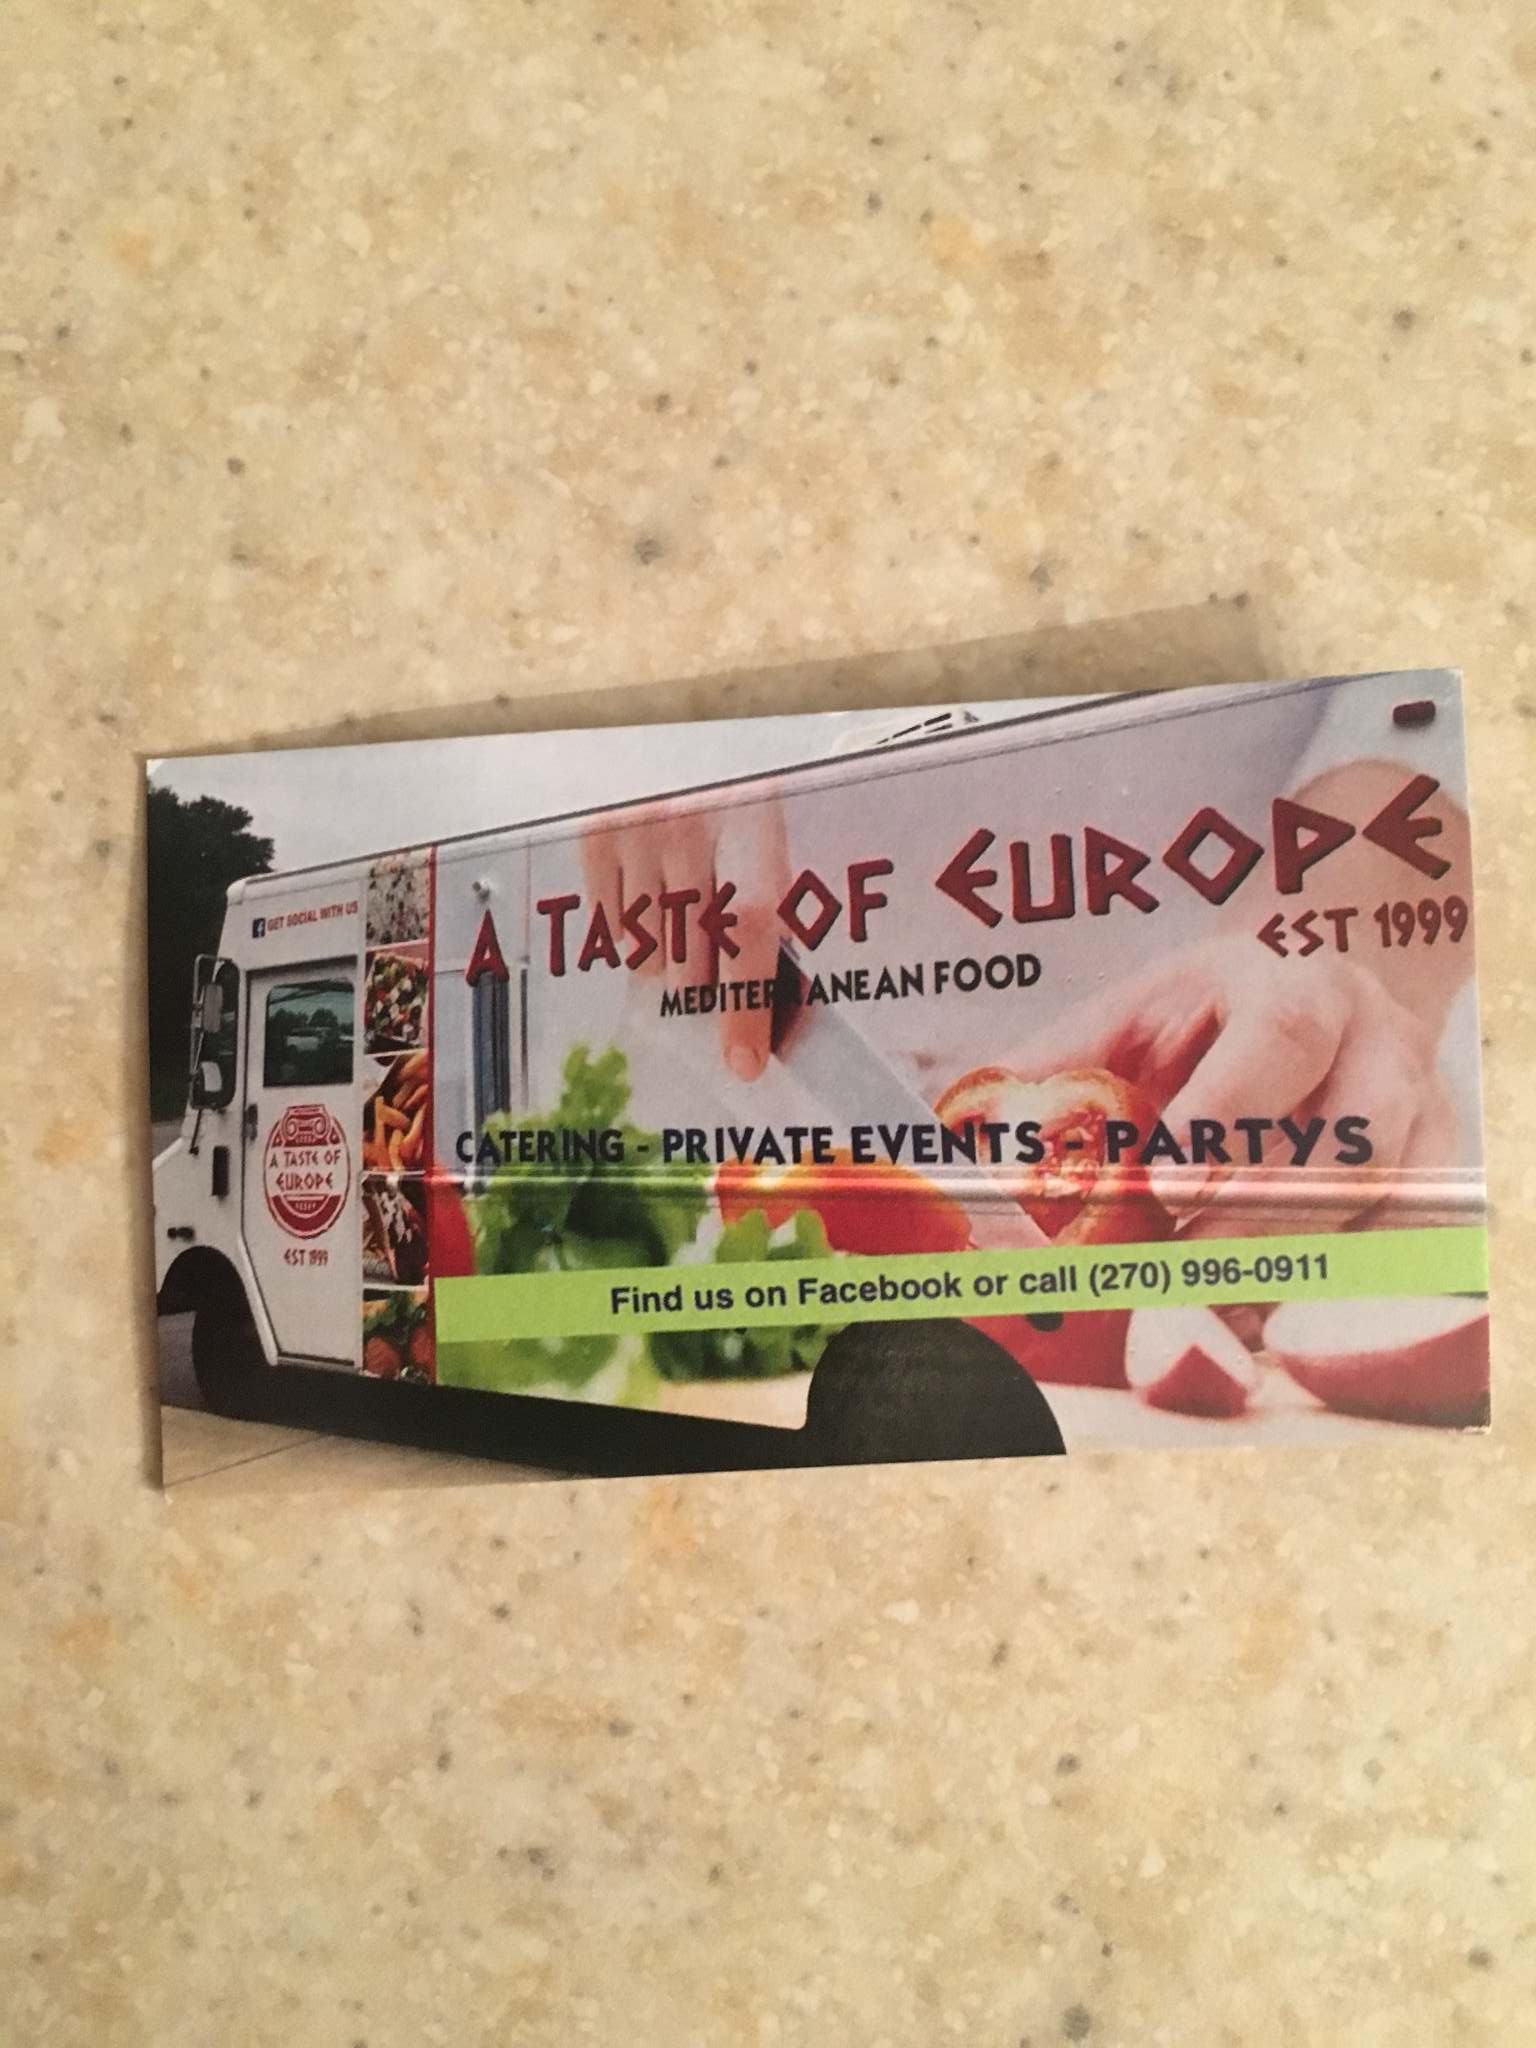 GET SOCIAL WITH US
A TASTE OF EUROPE
EST 1999
MEDITERRANEAN FOOD
CATERING - PRIVATE EVENTS - PARTYS
A TASTE OF
EUROPE
EST 1999
Find us on Facebook or call (270) 996-0911